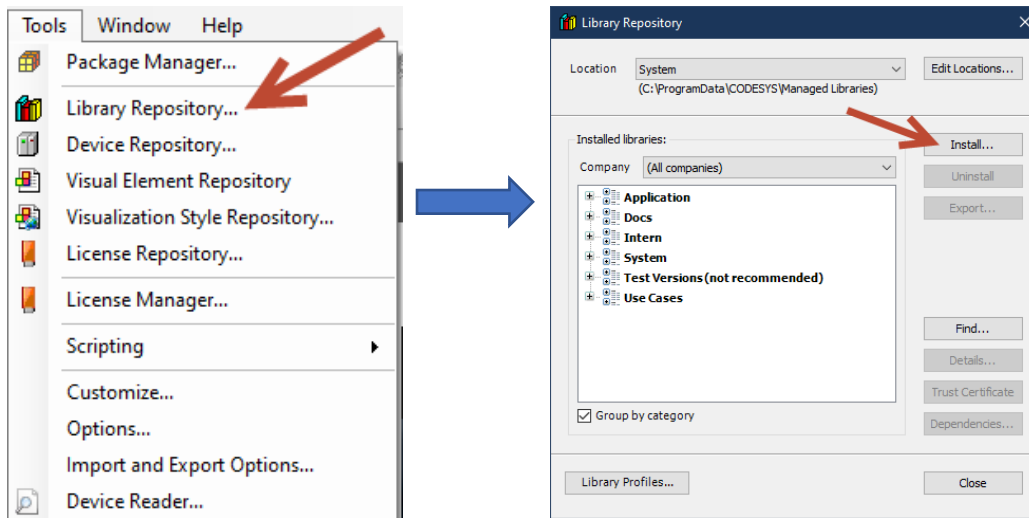 Tools Window Help
Package Manager...
Library Repository...
Device Repository...
Visual Element Repository
Visualization Style Repository...
License Repository...
License Manager...
Scripting
Customize...
Options...
Import and Export Options...
Device Reader...
Library Repository
Location System Edit Locations...
(C:\ProgramData\CODESYS\Managed Libraries)
Installed libraries:
Company (All companies)
Application
Docs
Intern
System
Test Versions(not recommended)
Use Cases
Group by category
Install...
Uninstall
Export...
Find...
Details...
Trust Certificate
Dependencies...
Library Profiles... Close